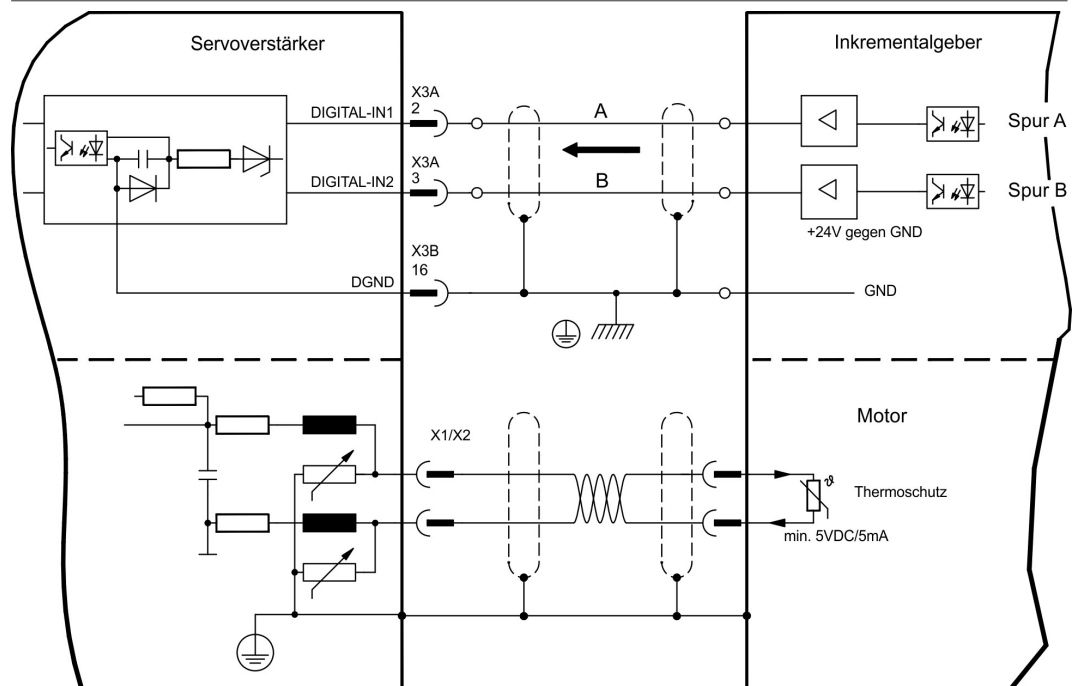 Servoverstärker
Inkrementalgeber
X3A
2
DIGITAL-IN1
A
Spur A
X3A
3
DIGITAL-IN2
B
Spur B
+24V gegen GND
X3B
16
DGND
GND
Motor
X1/X2
ϑ
Thermoschutz
min. 5VDC/5mA